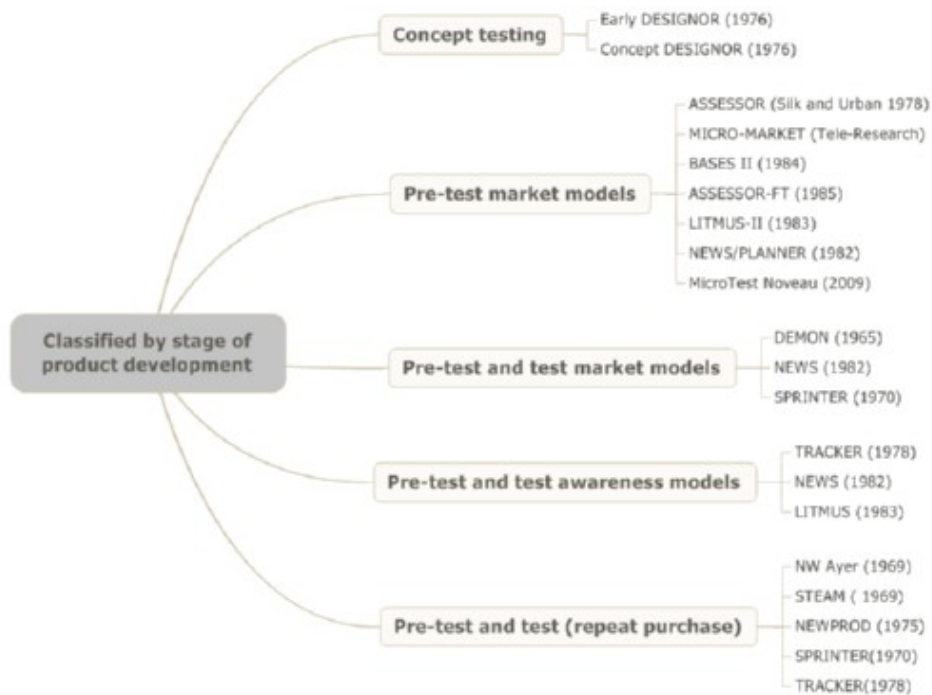 Concept testing
Early DESIGNOR (1976)
Concept DESIGNOR (1976)
Pre-test market models
ASSESSOR (Silk and Urban 1978)
MICRO-MARKET (Tele-Research)
BASES II (1984)
ASSESSOR-FT (1985)
LITMUS-II (1983)
NEWS/PLANNER (1982)
MicroTest Noveau (2009)
Classified by stage of
product development
Pre-test and test market models
DEMON (1965)
NEWS (1982)
SPRINTER (1970)
Pre-test and test awareness models
TRACKER (1978)
NEWS (1982)
LITMUS (1983)
Pre-test and test (repeat purchase)
NW Ayer (1969)
STEAM ( 1969)
NEWPROD (1975)
SPRINTER(1970)
TRACKER(1978)